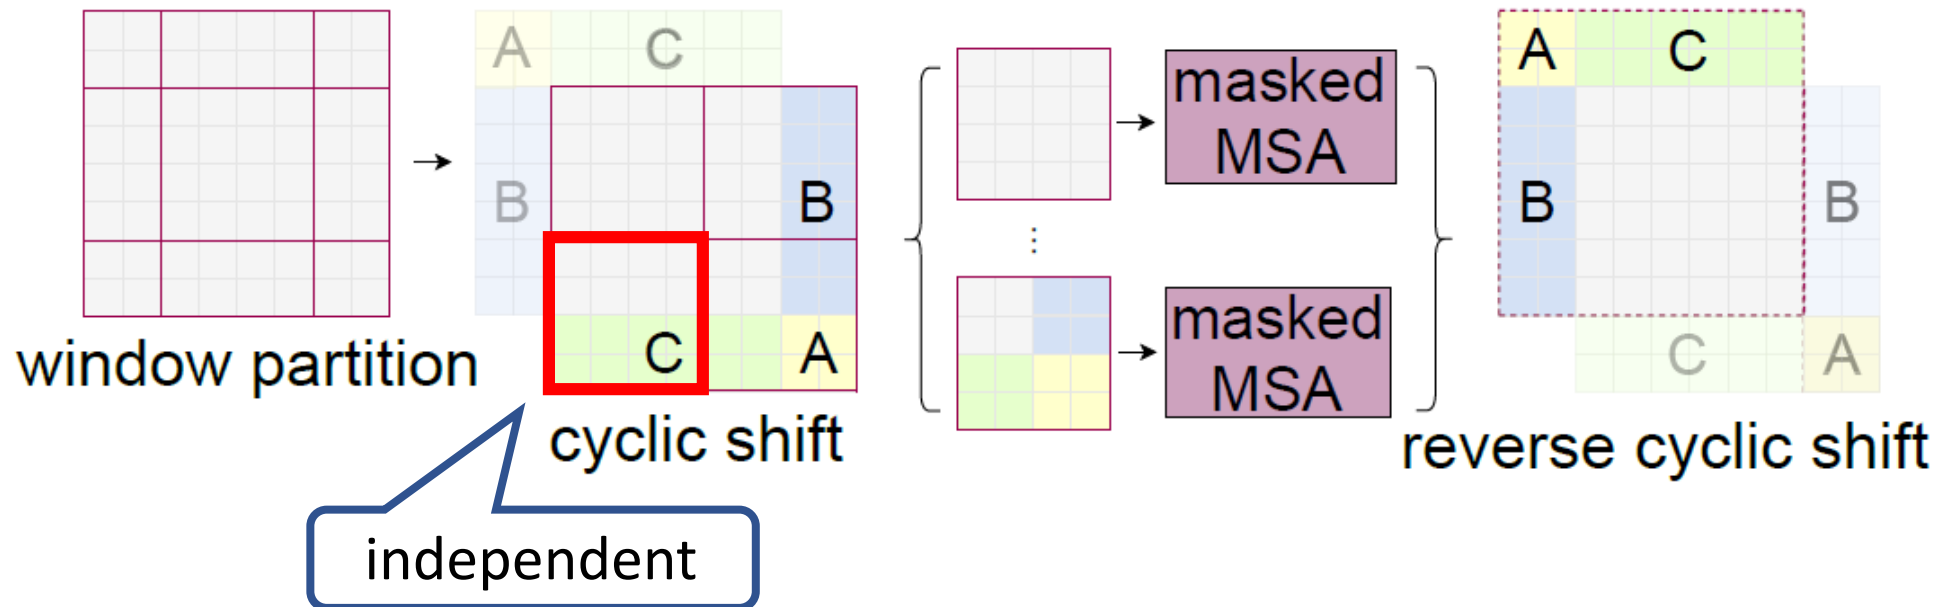 A C
B
B
C A
window partition
cyclic shift
independent
masked
MSA
⋮
masked
MSA
A C
B
B
C A
reverse cyclic shift